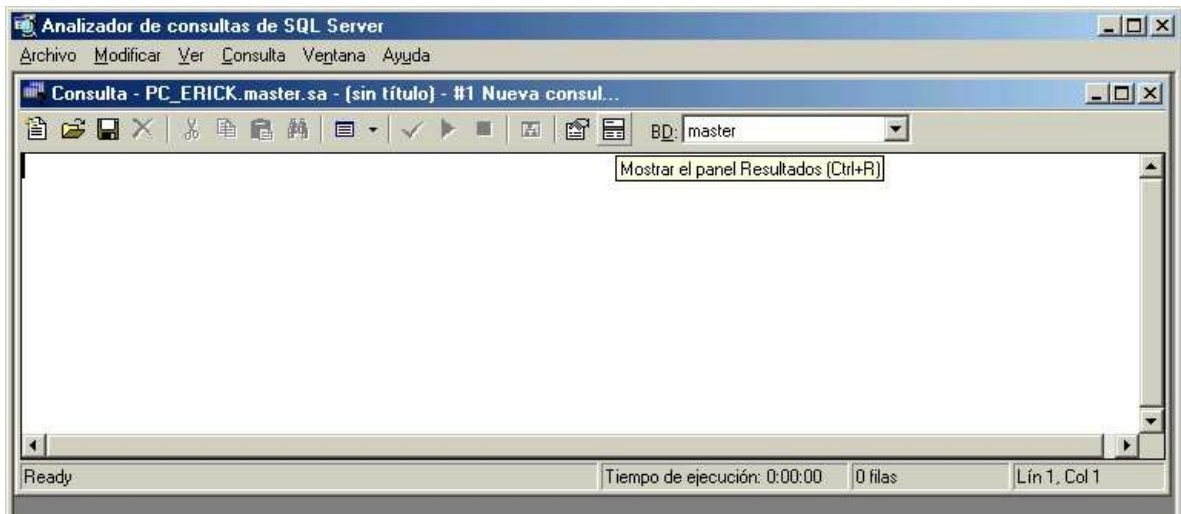 Analizador de consultas de SQL Server
Archivo Modificar Ver Consulta Ventana Ayuda
Consulta - PC_ERICK.master.sa - (sin título) - #1 Nueva consul...
BD: master
Mostrar el panel Resultados (Ctrl+R)
Ready Tiempo de ejecución: 0:00:00 0 filas Lín 1, Col 1